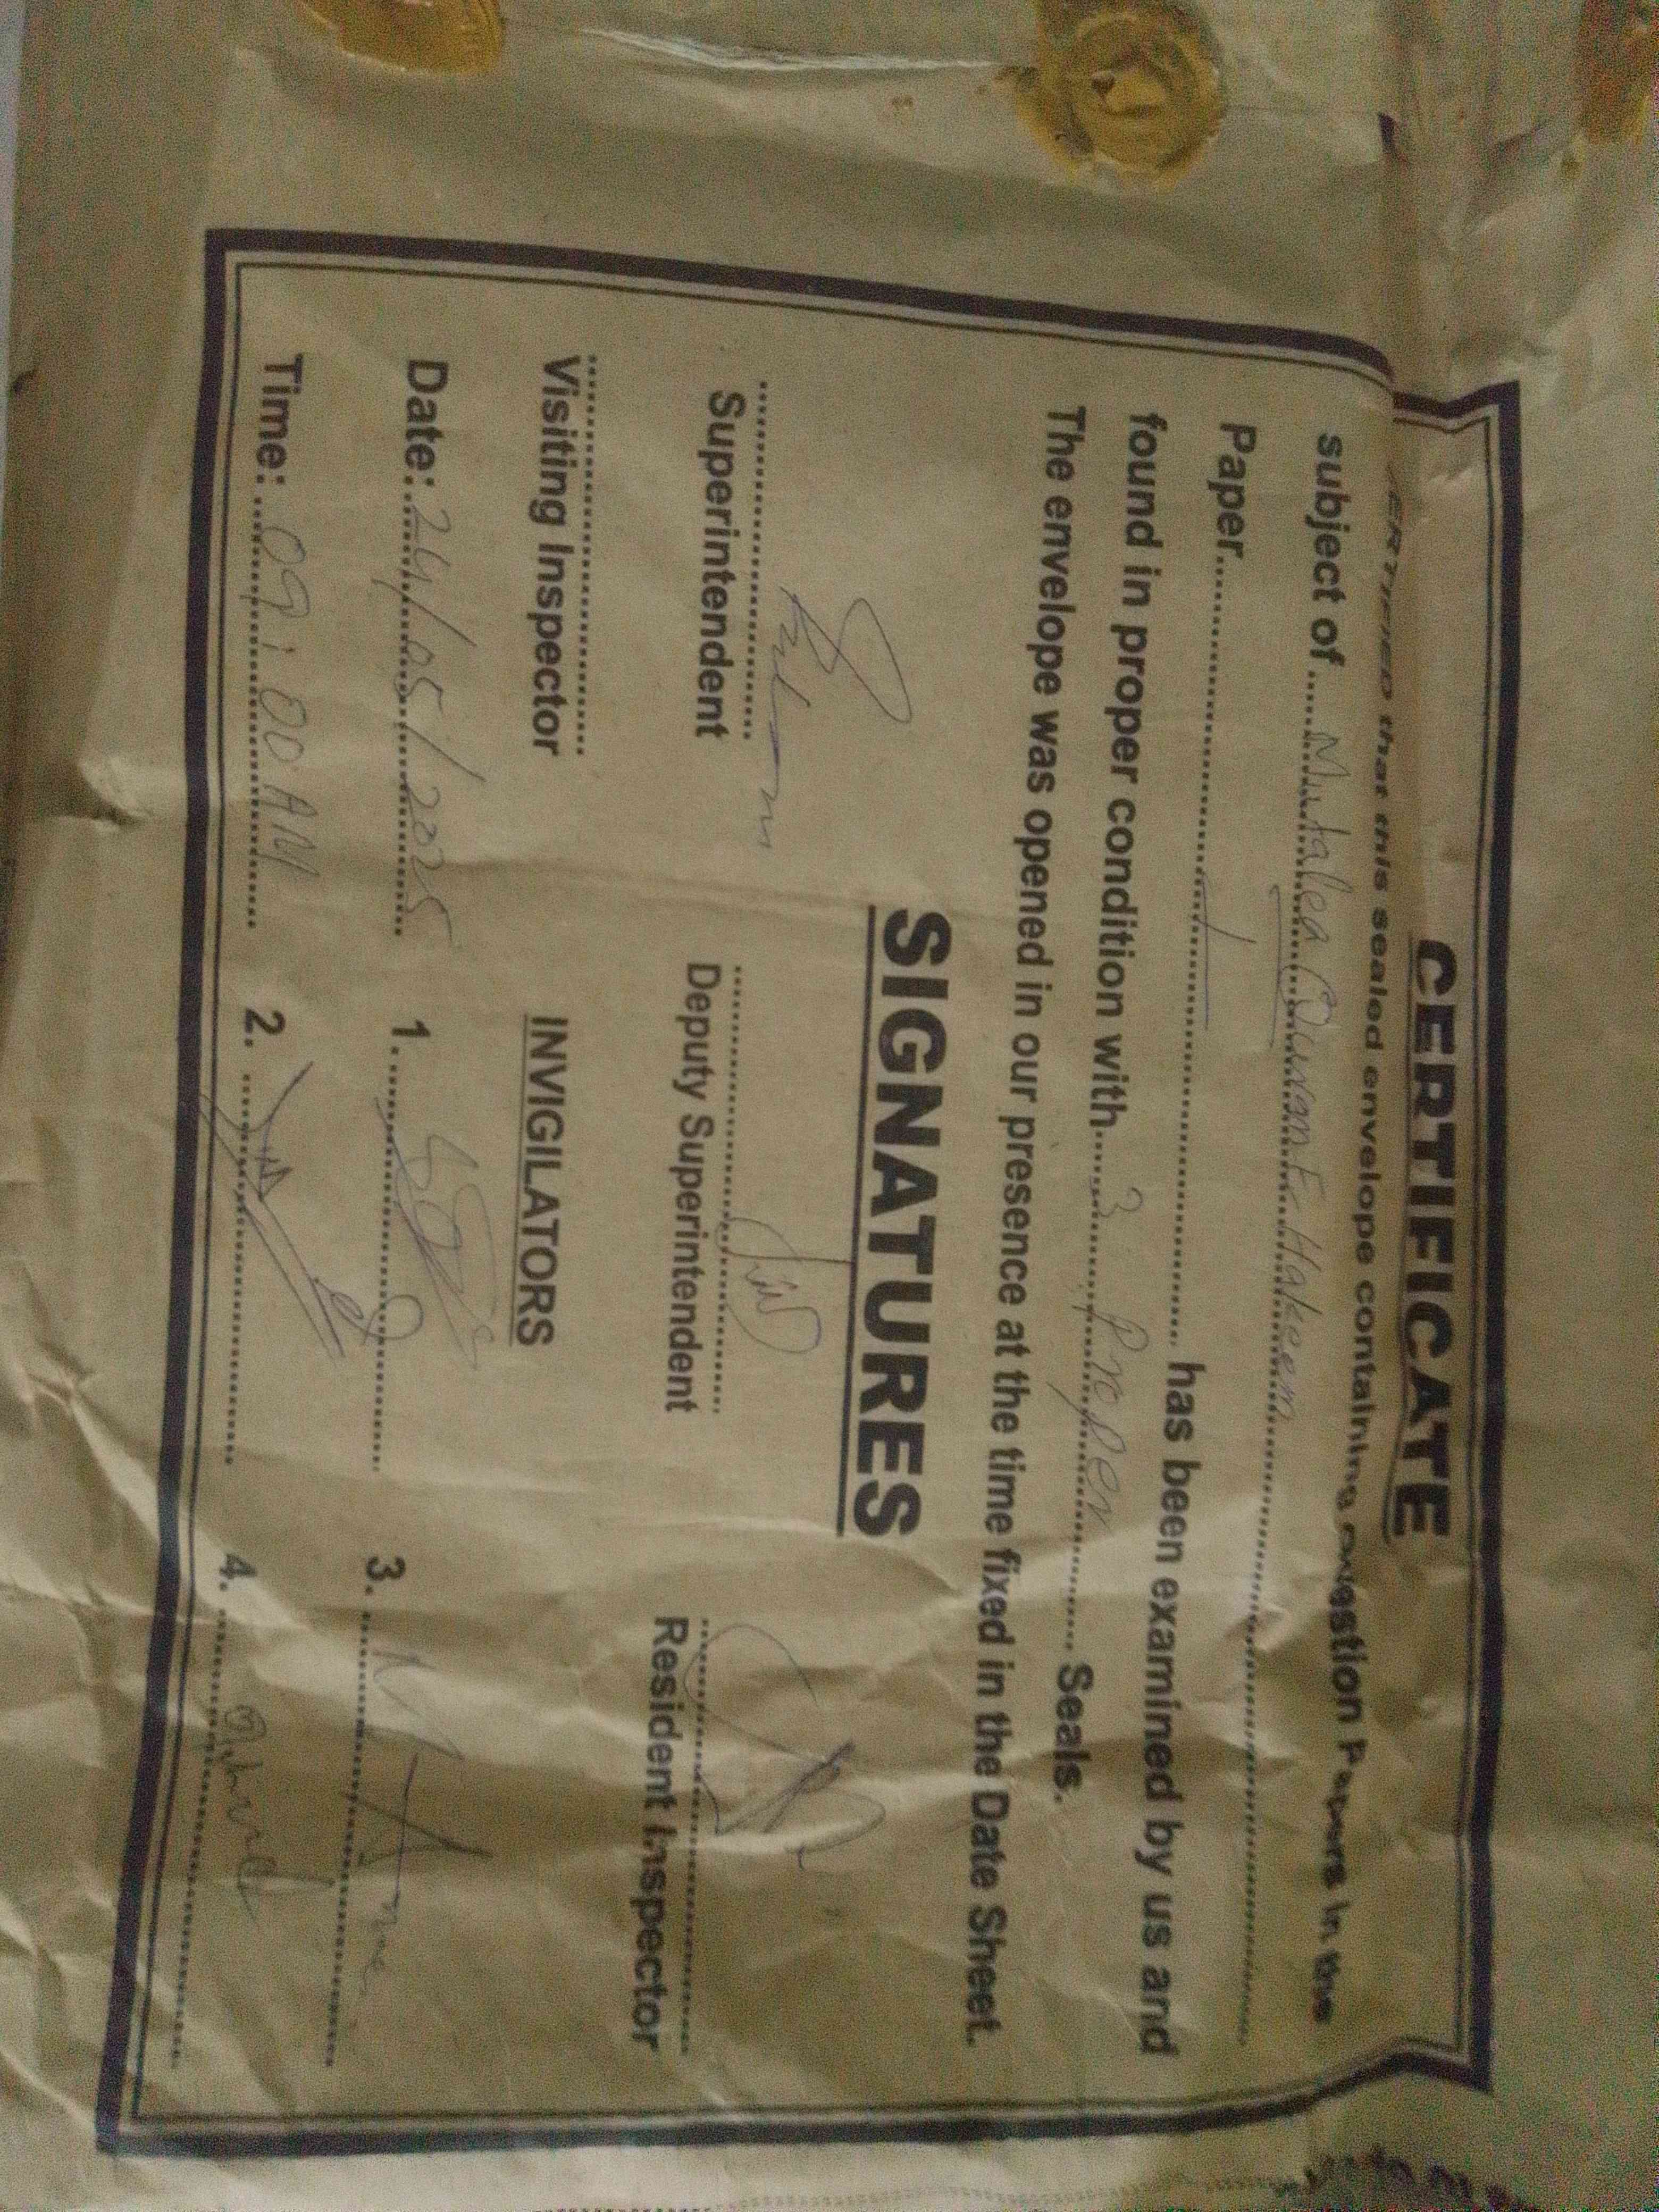 CERTIFICATE
CERTIFIED that this sealed envelope containing question Papers in the
subject of.... Mutalea Quran E Hakeem
Paper.......... I .......... has been examined by us and
found in proper condition with..... 3 Proper .......... Seals.
The envelope was opened in our presence at the time fixed in the Date Sheet.
SIGNATURES
Superintendent Deputy Superintendent Resident Inspector
Visiting Inspector INVIGILATORS
Date: 24/05/2025 1. 3.
Time: 09:00 AM 2. 4.